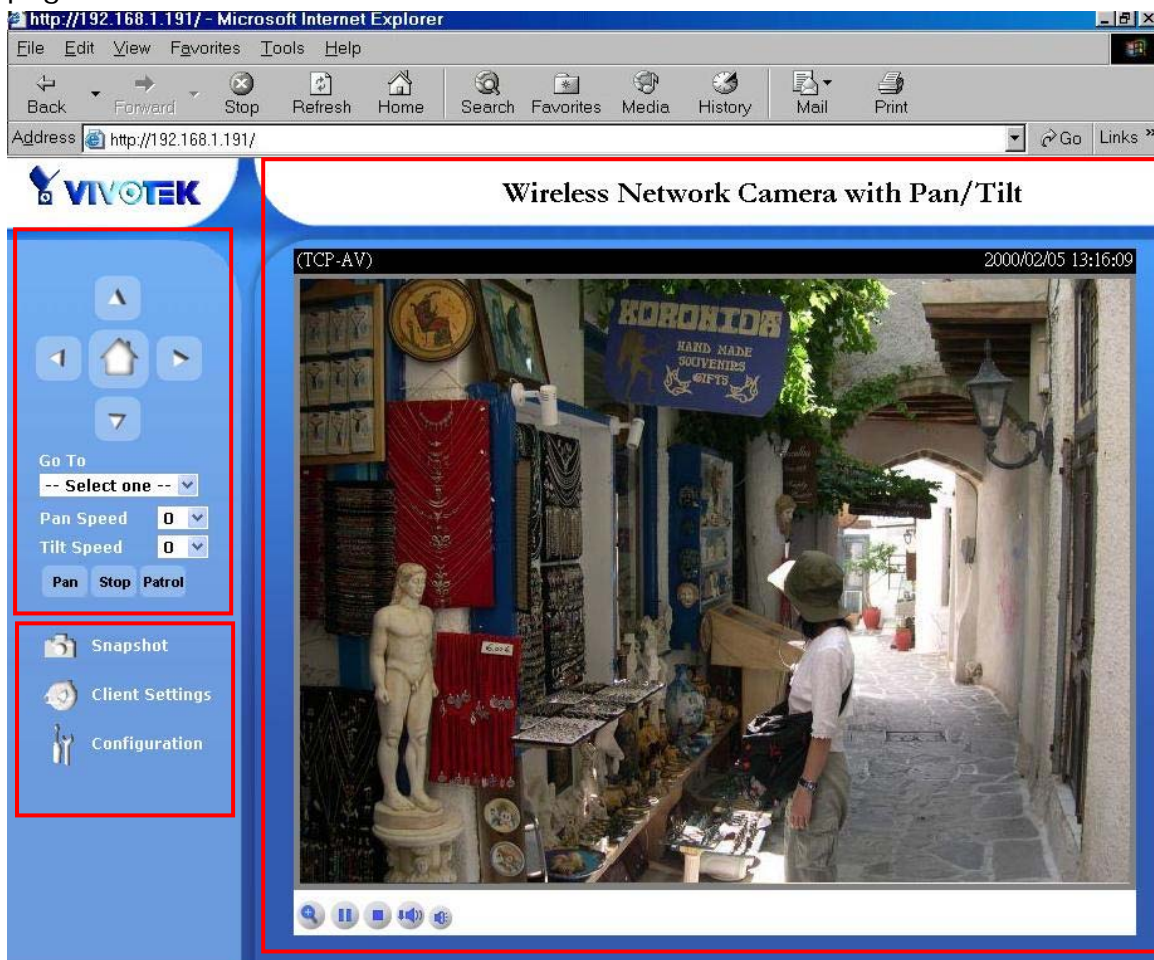 http://192.168.1.191/ - Microsoft Internet Explorer
File Edit View Favorites Tools Help
Back Forward Stop Refresh Home Search Favorites Media History Mail Print
Address http://192.168.1.191/ Go Links »
VIVOTEK
Wireless Network Camera with Pan/Tilt
(TCP-AV) 2000/02/05 13:16:09
KORONIDA
HAND MADE
SOUVENIRS
GIFTS
6,00€
Go To
-- Select one --
Pan Speed 0
Tilt Speed 0
Pan Stop Patrol
Snapshot
Client Settings
Configuration